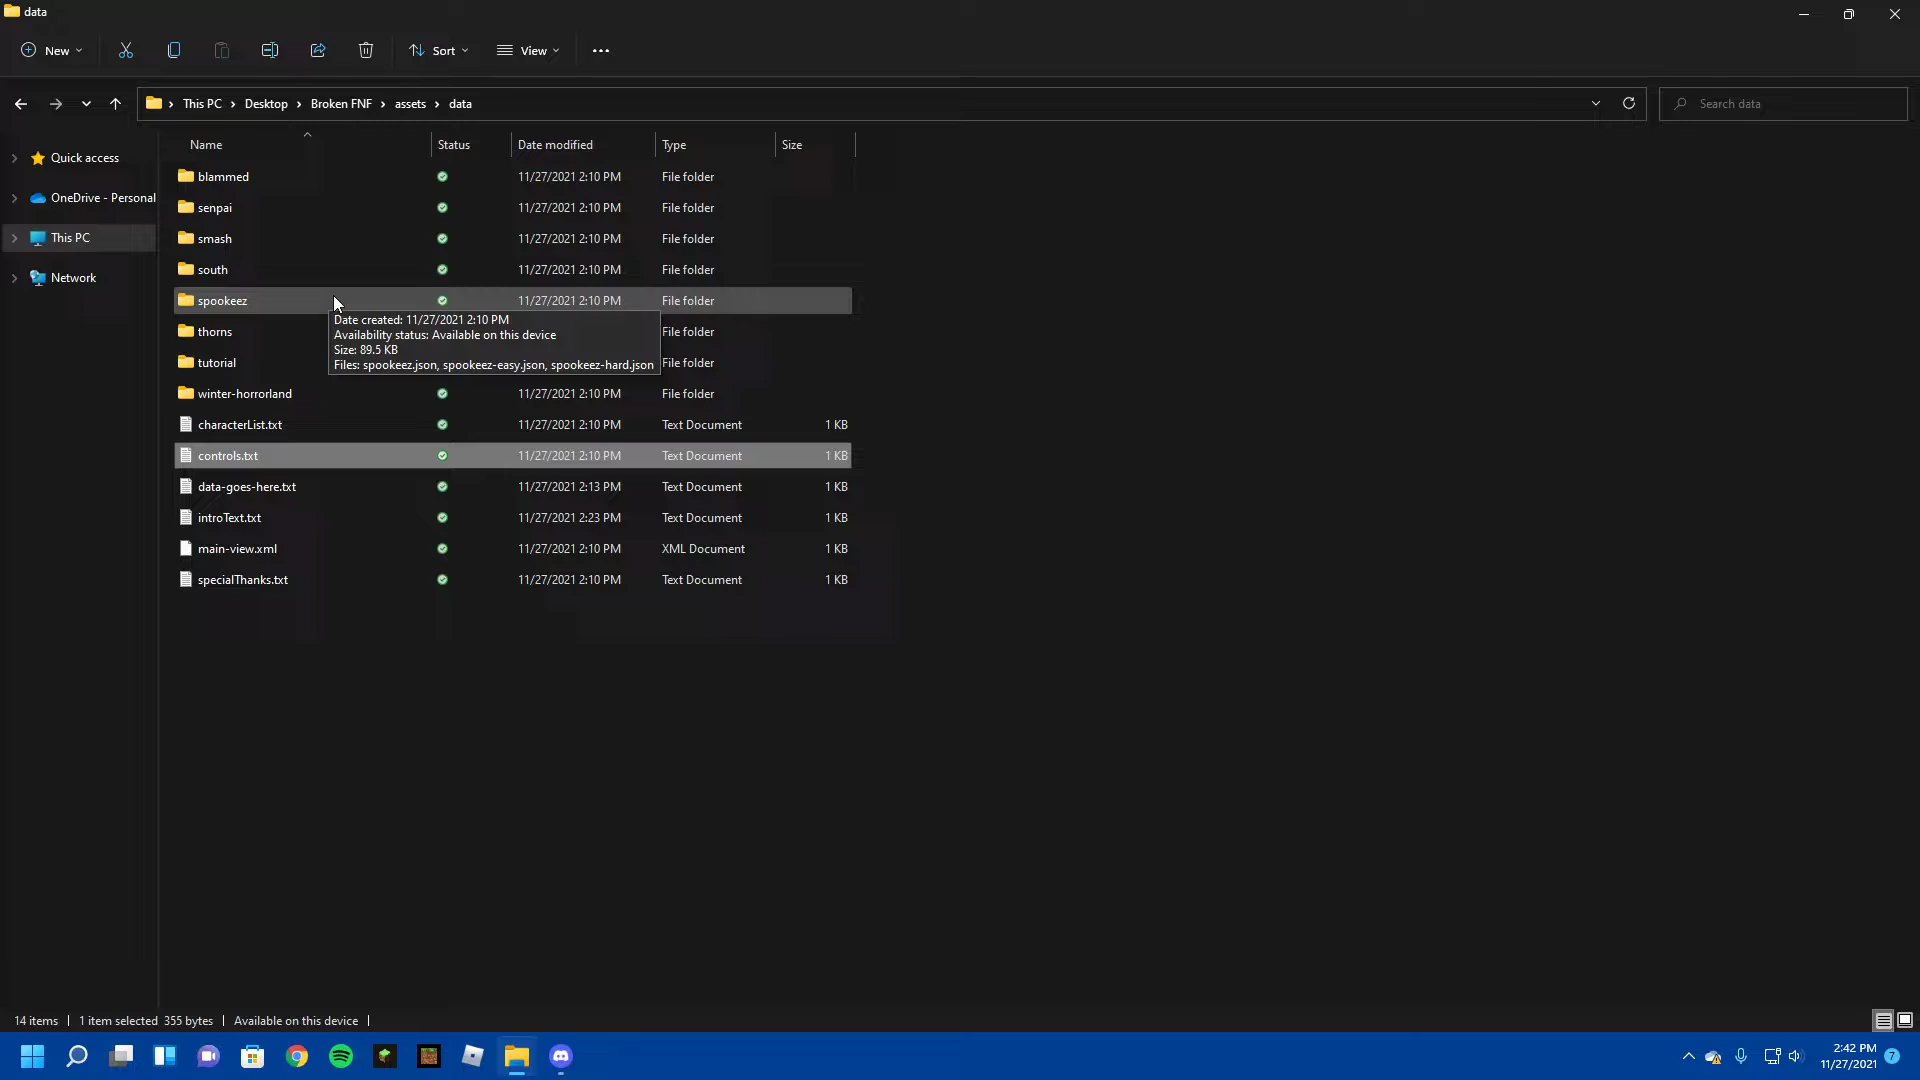 data
New
Sort
View
This PC
Desktop
Broken FNF
assets
data
Search data
Name
Status
Date modified
Type
Size
Quick access
OneDrive - Personal
This PC
Network
blammed 11/27/2021 2:10 PM File folder
senpai 11/27/2021 2:10 PM File folder
smash 11/27/2021 2:10 PM File folder
south 11/27/2021 2:10 PM File folder
spookeez 11/27/2021 2:10 PM File folder
thorns File folder
tutorial File folder
Date created: 11/27/2021 2:10 PM
Availability status: Available on this device
Size: 89.5 KB
Files: spookeez.json, spookeez-easy.json, spookeez-hard.json
winter-horrorland 11/27/2021 2:10 PM File folder
characterList.txt 11/27/2021 2:10 PM Text Document 1 KB
controls.txt 11/27/2021 2:10 PM Text Document 1 KB
data-goes-here.txt 11/27/2021 2:13 PM Text Document 1 KB
introText.txt 11/27/2021 2:23 PM Text Document 1 KB
main-view.xml 11/27/2021 2:10 PM XML Document 1 KB
specialThanks.txt 11/27/2021 2:10 PM Text Document 1 KB
14 items
1 item selected 355 bytes
Available on this device
2:42 PM
11/27/2021
7